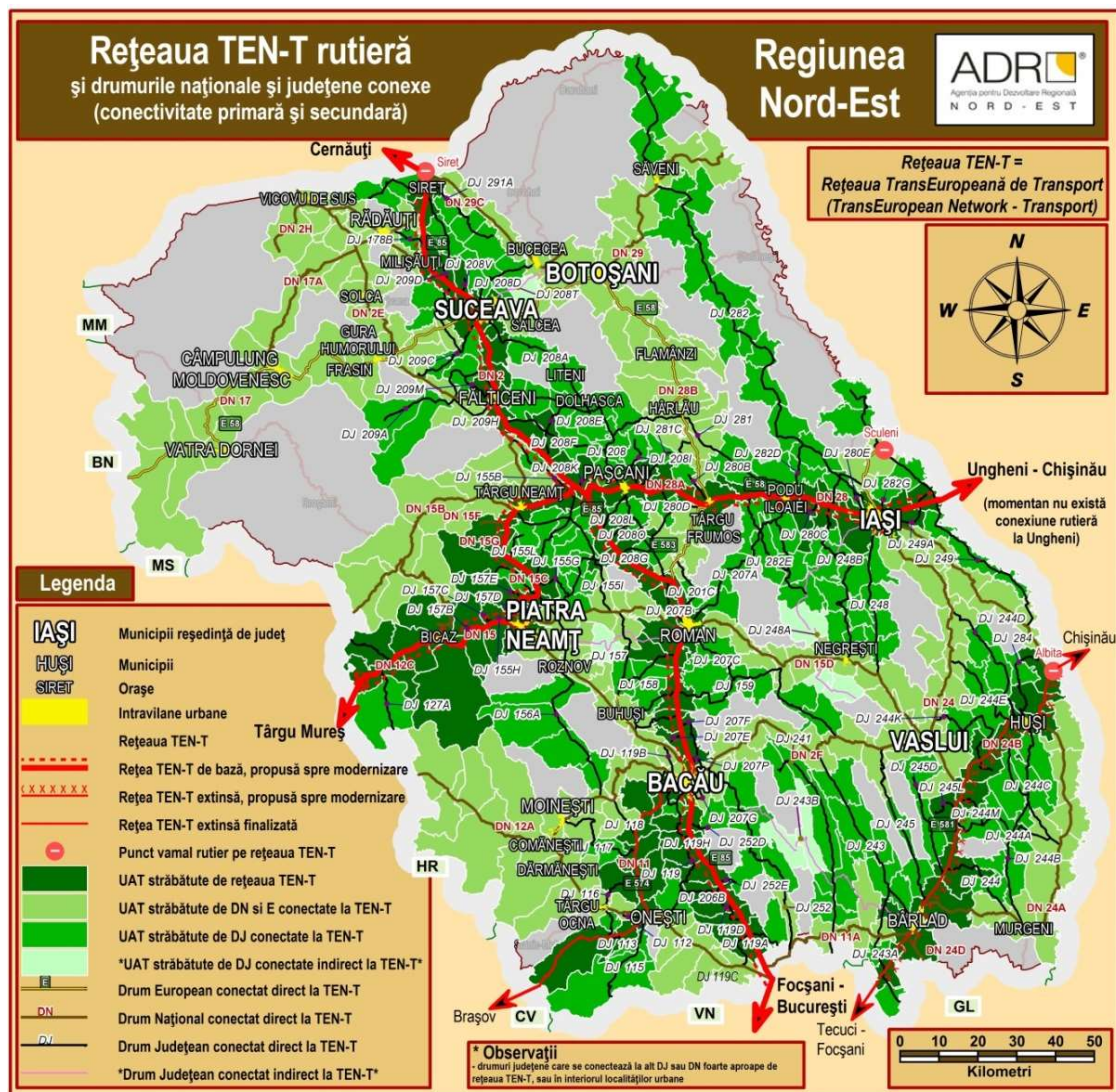 Reţeaua TEN-T rutieră
şi drumurile naţionale şi judeţene conexe
(conectivitate primară şi secundară)
Regiunea
Nord-Est
ADR
Agenţia pentru Dezvoltare Regională
NORD-EST
Reţeaua TEN-T =
Reţeaua TransEuropeană de Transport
(TransEuropean Network - Transport)
N
W
E
S
Cernăuţi
Siret
SIRET
DJ 291A
SĂVENI
VICOVU DE SUS
DN 29C
RĂDĂUŢI
DN 2H
DJ 178B
E 85
BUCECEA
DN 29
MILIŞĂUŢI
DJ 208V
BOTOŞANI
DN 17A
DJ 209D
DJ 208D
DJ 208T
SOLCA
DN 2E
SUCEAVA
E 58
DJ 282
MM
SALCEA
GURA
HUMORULUI
FLAMÂNZI
CÂMPULUNG
MOLDOVENESC
FRASIN
DJ 209C
DJ 208A
LITENI
DN 2
DJ 209M
DN 17
FĂLTICENI
DOLHASCA
DN 28B
HÂRLĂU
E 58
DJ 209H
DJ 208E
DJ 281
DJ 281C
DJ 209A
VATRA DORNEI
DJ 208F
Sculeni
BN
DJ 208
DJ 208I
DJ 282D
DJ 280E
DJ 155B
DJ 208K
PAŞCANI
DJ 280B
Ungheni - Chişinău
TÂRGU NEAMŢ
DN 28A
E 58
PODU
ILOAIEI
DN 28
DJ 282G
(momentan nu există
conexiune rutieră
la Ungheni)
DN 15B
DN 15F
E 85
DJ 280D
TÂRGU
FRUMOS
IAŞI
DJ 208L
DN 15G
DJ 208O
DJ 280C
DJ 249A
DJ 155L
E 583
DJ 248B
DJ 249
MS
DJ 155G
DJ 208G
DJ 282E
DJ 207A
DJ 157E
DN 15C
DJ 155I
DJ 157C
DJ 157D
DJ 201C
DJ 248
DJ 157B
PIATRA
NEAMŢ
DJ 207B
DJ 244D
BICAZ
DN 15
ROMAN
DJ 248A
DJ 284
Chişinău
NEGREŞTI
Albita
DN 12C
ROZNOV
DJ 157
DJ 207C
DN 15D
DJ 155H
DJ 158
DJ 159
DJ 127A
DN 24
DJ 244E
DJ 156A
BUHUŞI
HUŞI
Târgu Mureş
DJ 207F
DJ 244K
DJ 207E
DJ 241
VASLUI
DN 24B
DJ 119B
DN 2F
DJ 207P
DJ 245D
BACĂU
DJ 245L
DJ 244C
MOINEŞTI
DJ 243B
DJ 244M
DN 12A
DJ 118
DJ 207G
DJ 245
E 581
COMĂNEŞTI
DJ 117
DJ 119H
DJ 252D
DJ 244A
HR
DĂRMĂNEŞTI
DN 11
E 85
DJ 243
DJ 244B
DJ 119
DJ 116
E 574
DJ 252E
DJ 244
TÂRGU
OCNA
DJ 206B
DJ 252
DN 24A
ONEŞTI
BÂRLAD
MURGENI
DJ 119D
DJ 113
DJ 112
DJ 119A
DN 11A
DN 24D
DJ 115
DJ 243A
DJ 119C
Focşani -
Bucureşti
Braşov
CV
VN
Tecuci -
Focşani
GL
Legenda
IAŞI Municipii reşedinţă de judeţ
HUŞI Municipii
SIRET Oraşe
Intravilane urbane
Reţeaua TEN-T
Reţea TEN-T de bază, propusă spre modernizare
Reţea TEN-T extinsă, propusă spre modernizare
Reţea TEN-T extinsă finalizată
Punct vamal rutier pe reţeaua TEN-T
UAT străbătute de reţeaua TEN-T
UAT străbătute de DN si E conectate la TEN-T
UAT străbătute de DJ conectate la TEN-T
*UAT străbătute de DJ conectate indirect la TEN-T*
E Drum European conectat direct la TEN-T
DN Drum Naţional conectat direct la TEN-T
DJ Drum Judeţean conectat direct la TEN-T
*Drum Judeţean conectat indirect la TEN-T*
* Observaţii
- drumuri judeţene care se conectează la alt DJ sau DN foarte aproape de
reţeaua TEN-T, sau în interiorul localităţilor urbane
0 10 20 30 40 50
Kilometri